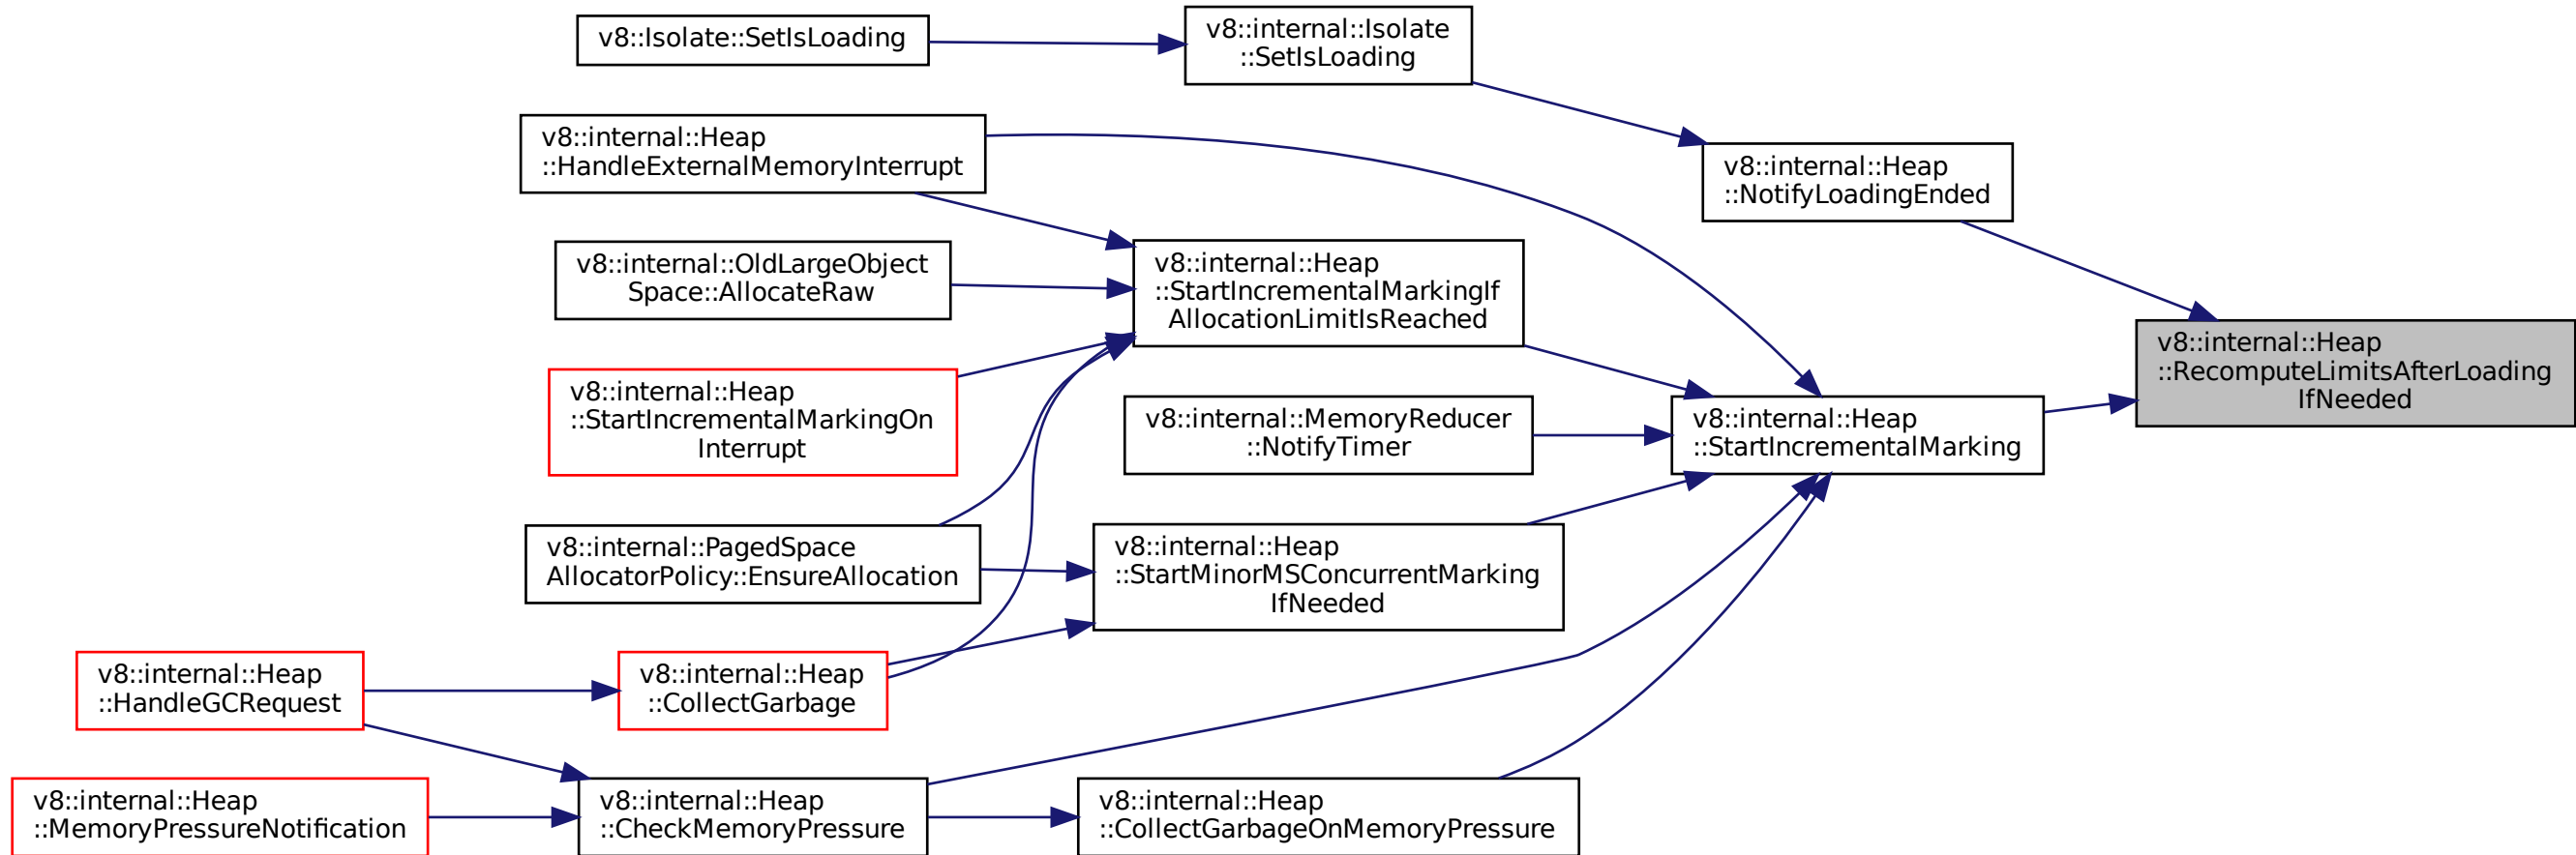 v8::Isolate::SetIsLoading
v8::internal::Isolate
::SetIsLoading
v8::internal::Heap
::HandleExternalMemoryInterrupt
v8::internal::Heap
::NotifyLoadingEnded
v8::internal::OldLargeObject
Space::AllocateRaw
v8::internal::Heap
::StartIncrementalMarkingIf
AllocationLimitIsReached
v8::internal::Heap
::RecomputeLimitsAfterLoading
IfNeeded
v8::internal::Heap
::StartIncrementalMarkingOn
Interrupt
v8::internal::MemoryReducer
::NotifyTimer
v8::internal::Heap
::StartIncrementalMarking
v8::internal::PagedSpace
AllocatorPolicy::EnsureAllocation
v8::internal::Heap
::StartMinorMSConcurrentMarking
IfNeeded
v8::internal::Heap
::HandleGCRequest
v8::internal::Heap
::CollectGarbage
v8::internal::Heap
::MemoryPressureNotification
v8::internal::Heap
::CheckMemoryPressure
v8::internal::Heap
::CollectGarbageOnMemoryPressure